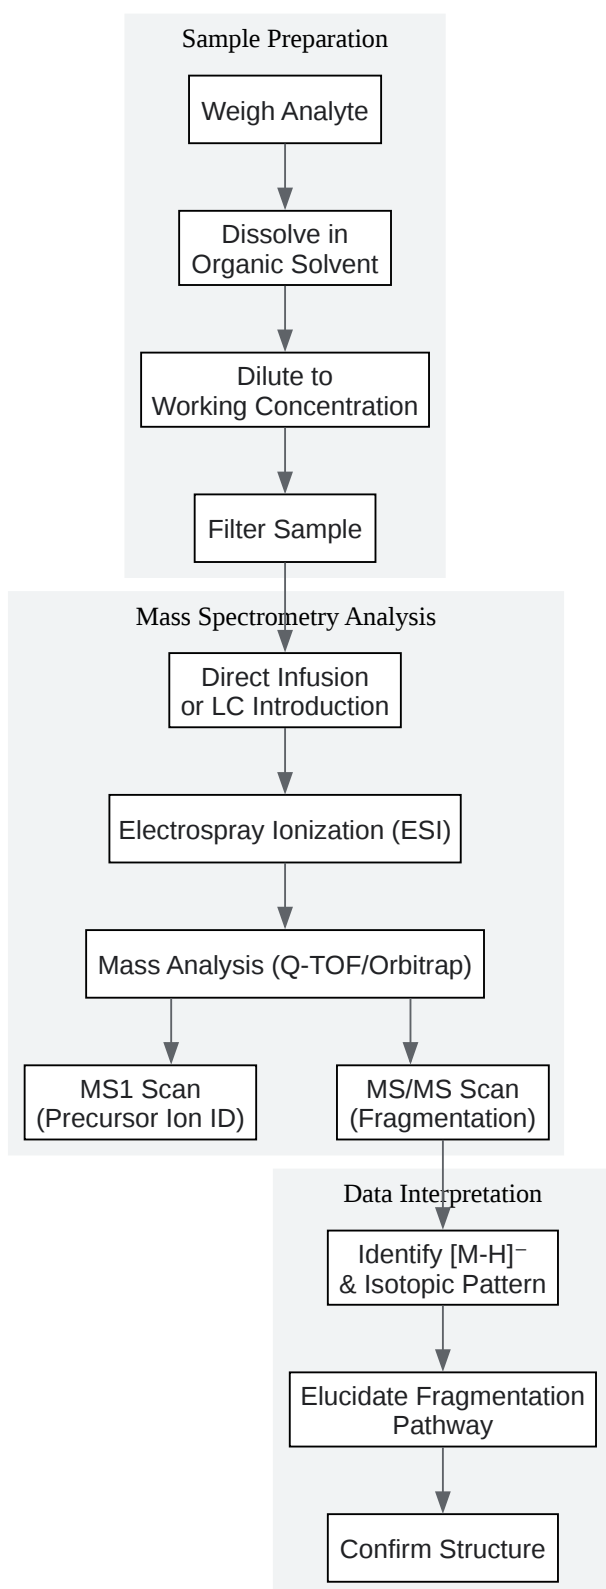 Sample Preparation
Weigh Analyte
Dissolve in
Organic Solvent
Dilute to
Working Concentration
Filter Sample
Mass Spectrometry Analysis
Direct Infusion
or LC Introduction
Electrospray Ionization (ESI)
Mass Analysis (Q-TOF/Orbitrap)
MS1 Scan
(Precursor Ion ID)
MS/MS Scan
(Fragmentation)
Data Interpretation
Identify [M-H]⁻
& Isotopic Pattern
Elucidate Fragmentation
Pathway
Confirm Structure